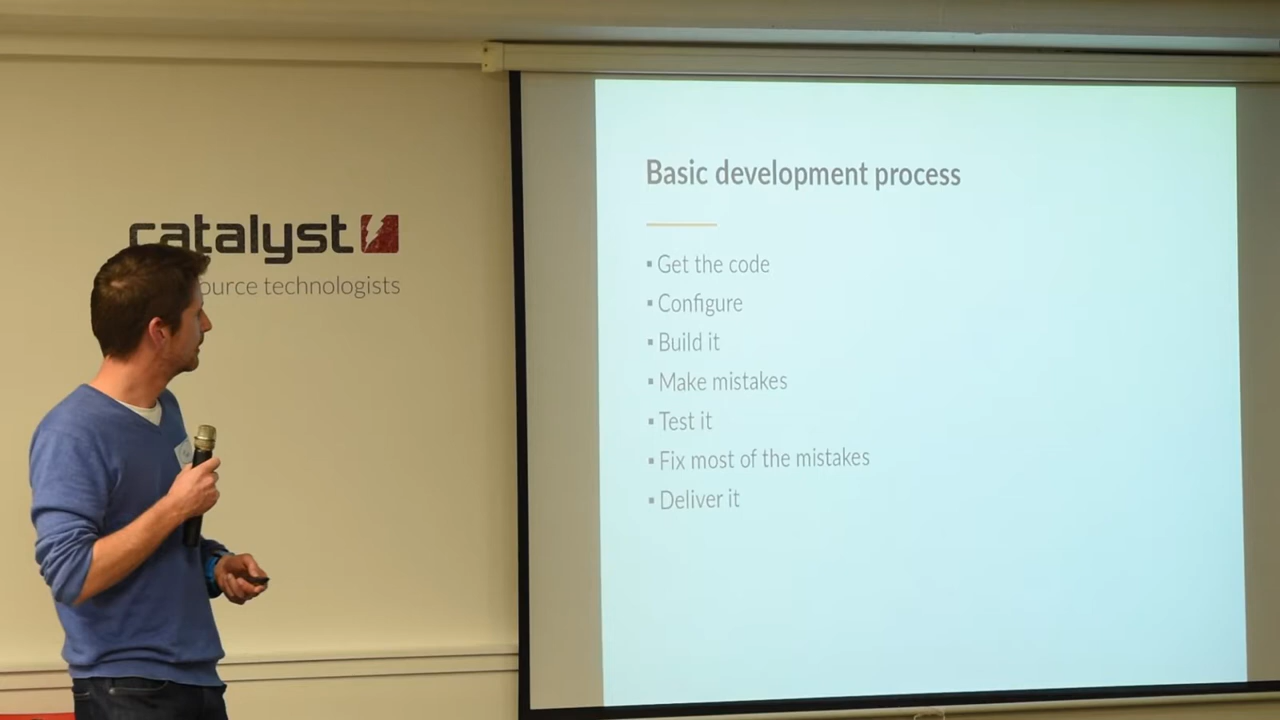 catalyst
ource technologists
Basic development process
▪ Get the code
▪ Configure
▪ Build it
▪ Make mistakes
▪ Test it
▪ Fix most of the mistakes
▪ Deliver it